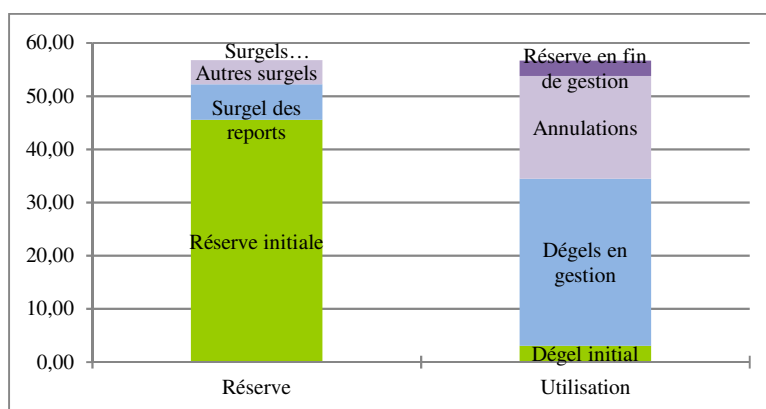 60,00
50,00
40,00
30,00
20,00
10,00
0,00
Surgels…
Autres surgels
Surgel des
reports
Réserve initiale
Réserve en fin
de gestion
Annulations
Dégels en
gestion
Dégel initial
Réserve
Utilisation